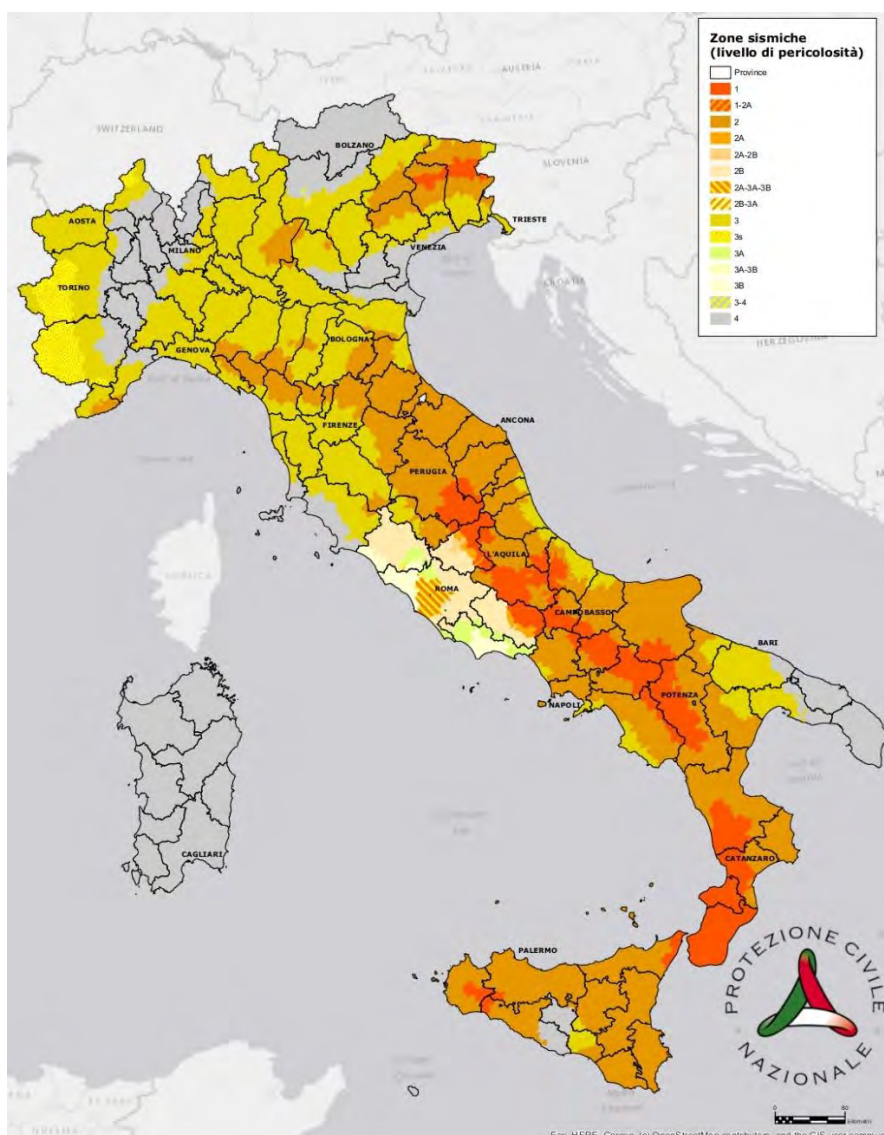 Zone sismiche
(livello di pericolosità)
Province
1
1-2A
2
2A
2A-2B
2B
2A-3A-3B
2B-3A
3
3s
3A
3A-3B
3B
3-4
4
AUSTRIA
SWITZERLAND
BOLZANO
SLOVENIA
AOSTA
TRIESTE
MILANO
VENEZIA
TORINO
CROATIA
BOLOGNA
GENOVA
HERZEGOVINA
FIRENZE
ANCONA
PERUGIA
L'AQUILA
ROMA
CAMPOBASSO
BARI
POTENZA
NAPOLI
CAGLIARI
CATANZARO
PALERMO
PROTEZIONE CIVILE
NAZIONALE